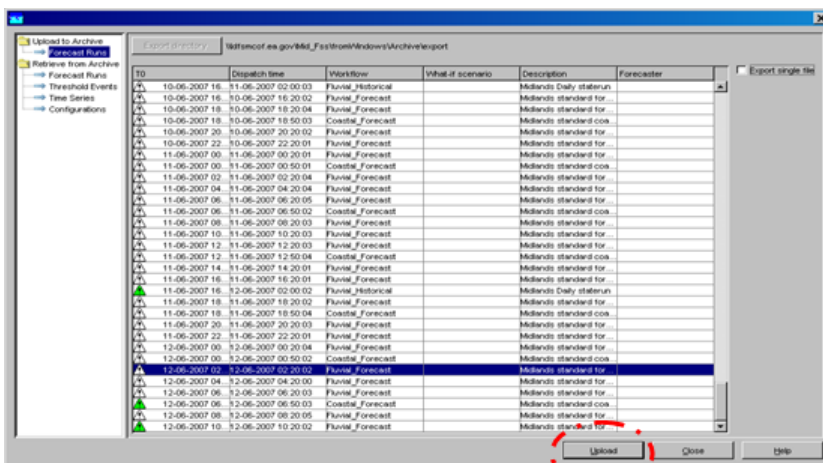 Upload to Archive
Forecast Runs
Retrieve from Archive
Forecast Runs
Threshold Events
Time Series
Configurations
Export directory
Export single file
T0 Dispatch time Workflow What-if scenario Description Forecaster
10-06-2007 16... 11-06-2007 02:00:03 Fluvial_Historical Midlands Daily staterun
10-06-2007 16... 10-06-2007 16:20:02 Fluvial_Forecast Midlands standard for...
10-06-2007 18... 10-06-2007 18:20:04 Fluvial_Forecast Midlands standard for...
10-06-2007 18... 10-06-2007 18:50:03 Coastal_Forecast Midlands standard coa...
10-06-2007 20... 10-06-2007 20:20:02 Fluvial_Forecast Midlands standard for...
10-06-2007 22... 10-06-2007 22:20:01 Fluvial_Forecast Midlands standard for...
11-06-2007 00... 11-06-2007 00:20:01 Fluvial_Forecast Midlands standard for...
11-06-2007 00... 11-06-2007 00:50:01 Coastal_Forecast Midlands standard coa...
11-06-2007 02... 11-06-2007 02:20:04 Fluvial_Forecast Midlands standard for...
11-06-2007 04... 11-06-2007 04:20:04 Fluvial_Forecast Midlands standard for...
11-06-2007 06... 11-06-2007 06:20:05 Fluvial_Forecast Midlands standard for...
11-06-2007 06... 11-06-2007 06:50:02 Coastal_Forecast Midlands standard coa...
11-06-2007 08... 11-06-2007 08:20:03 Fluvial_Forecast Midlands standard for...
11-06-2007 10... 11-06-2007 10:20:03 Fluvial_Forecast Midlands standard for...
11-06-2007 12... 11-06-2007 12:20:03 Fluvial_Forecast Midlands standard for...
11-06-2007 12... 11-06-2007 12:50:04 Coastal_Forecast Midlands standard coa...
11-06-2007 14... 11-06-2007 14:20:01 Fluvial_Forecast Midlands standard for...
11-06-2007 16... 11-06-2007 16:20:01 Fluvial_Forecast Midlands standard for...
11-06-2007 16... 12-06-2007 02:00:02 Fluvial_Historical Midlands Daily staterun
11-06-2007 18... 11-06-2007 18:20:02 Fluvial_Forecast Midlands standard for...
11-06-2007 18... 11-06-2007 18:50:04 Coastal_Forecast Midlands standard coa...
11-06-2007 20... 11-06-2007 20:20:03 Fluvial_Forecast Midlands standard for...
11-06-2007 22... 11-06-2007 22:20:01 Fluvial_Forecast Midlands standard for...
12-06-2007 00... 12-06-2007 00:20:04 Fluvial_Forecast Midlands standard for...
12-06-2007 00... 12-06-2007 00:50:02 Coastal_Forecast Midlands standard coa...
12-06-2007 02... 12-06-2007 02:20:02 Fluvial_Forecast Midlands standard for...
12-06-2007 04... 12-06-2007 04:20:00 Fluvial_Forecast Midlands standard for...
12-06-2007 06... 12-06-2007 06:20:03 Fluvial_Forecast Midlands standard for...
12-06-2007 06... 12-06-2007 06:50:03 Coastal_Forecast Midlands standard coa...
12-06-2007 08... 12-06-2007 08:20:05 Fluvial_Forecast Midlands standard for...
12-06-2007 10... 12-06-2007 10:20:02 Fluvial_Forecast Midlands standard for...
Upload Close Help